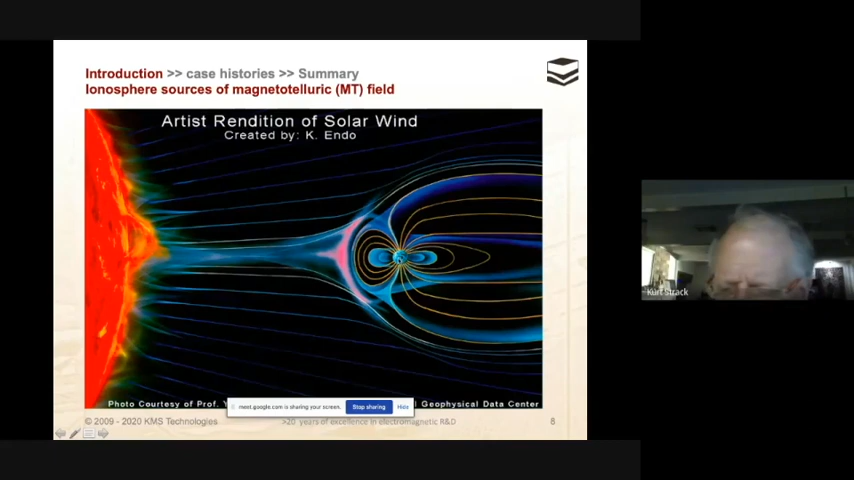 Introduction >> case histories >> Summary
Ionosphere sources of magnetotelluric (MT) field
Artist Rendition of Solar Wind
Created by: K. Endo
Photo Courtesy of Prof. Y
l Geophysical Data Center
meet.google.com is sharing your screen.
Stop sharing
Hide
© 2009 - 2020 KMS Technologies
>20 years of excellence in electromagnetic R&D
8
Kurt Strack